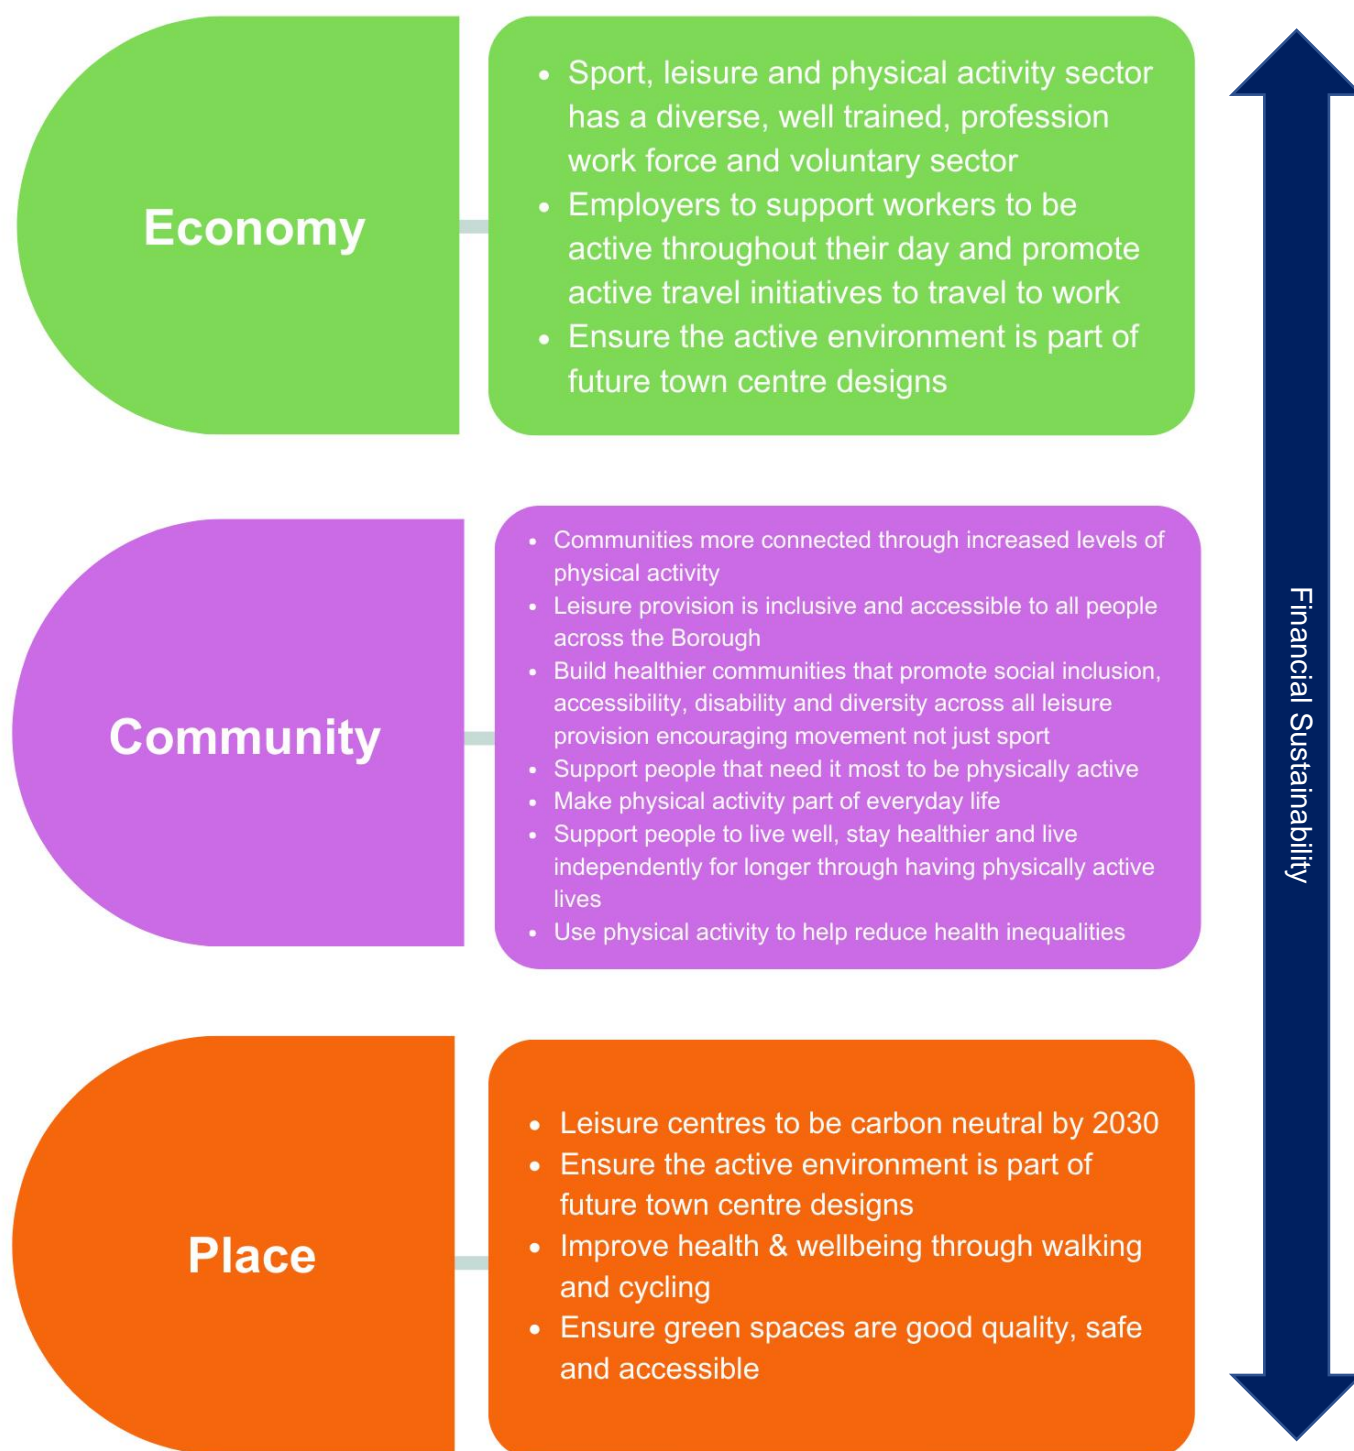 Economy
• Sport, leisure and physical activity sector
has a diverse, well trained, profession
work force and voluntary sector
• Employers to support workers to be
active throughout their day and promote
active travel initiatives to travel to work
• Ensure the active environment is part of
future town centre designs
Community
• Communities more connected through increased levels of
physical activity
• Leisure provision is inclusive and accessible to all people
across the Borough
• Build healthier communities that promote social inclusion,
accessibility, disability and diversity across all leisure
provision encouraging movement not just sport
• Support people that need it most to be physically active
• Make physical activity part of everyday life
• Support people to live well, stay healthier and live
independently for longer through having physically active
lives
• Use physical activity to help reduce health inequalities
Place
• Leisure centres to be carbon neutral by 2030
• Ensure the active environment is part of
future town centre designs
• Improve health & wellbeing through walking
and cycling
• Ensure green spaces are good quality, safe
and accessible
Financial Sustainability